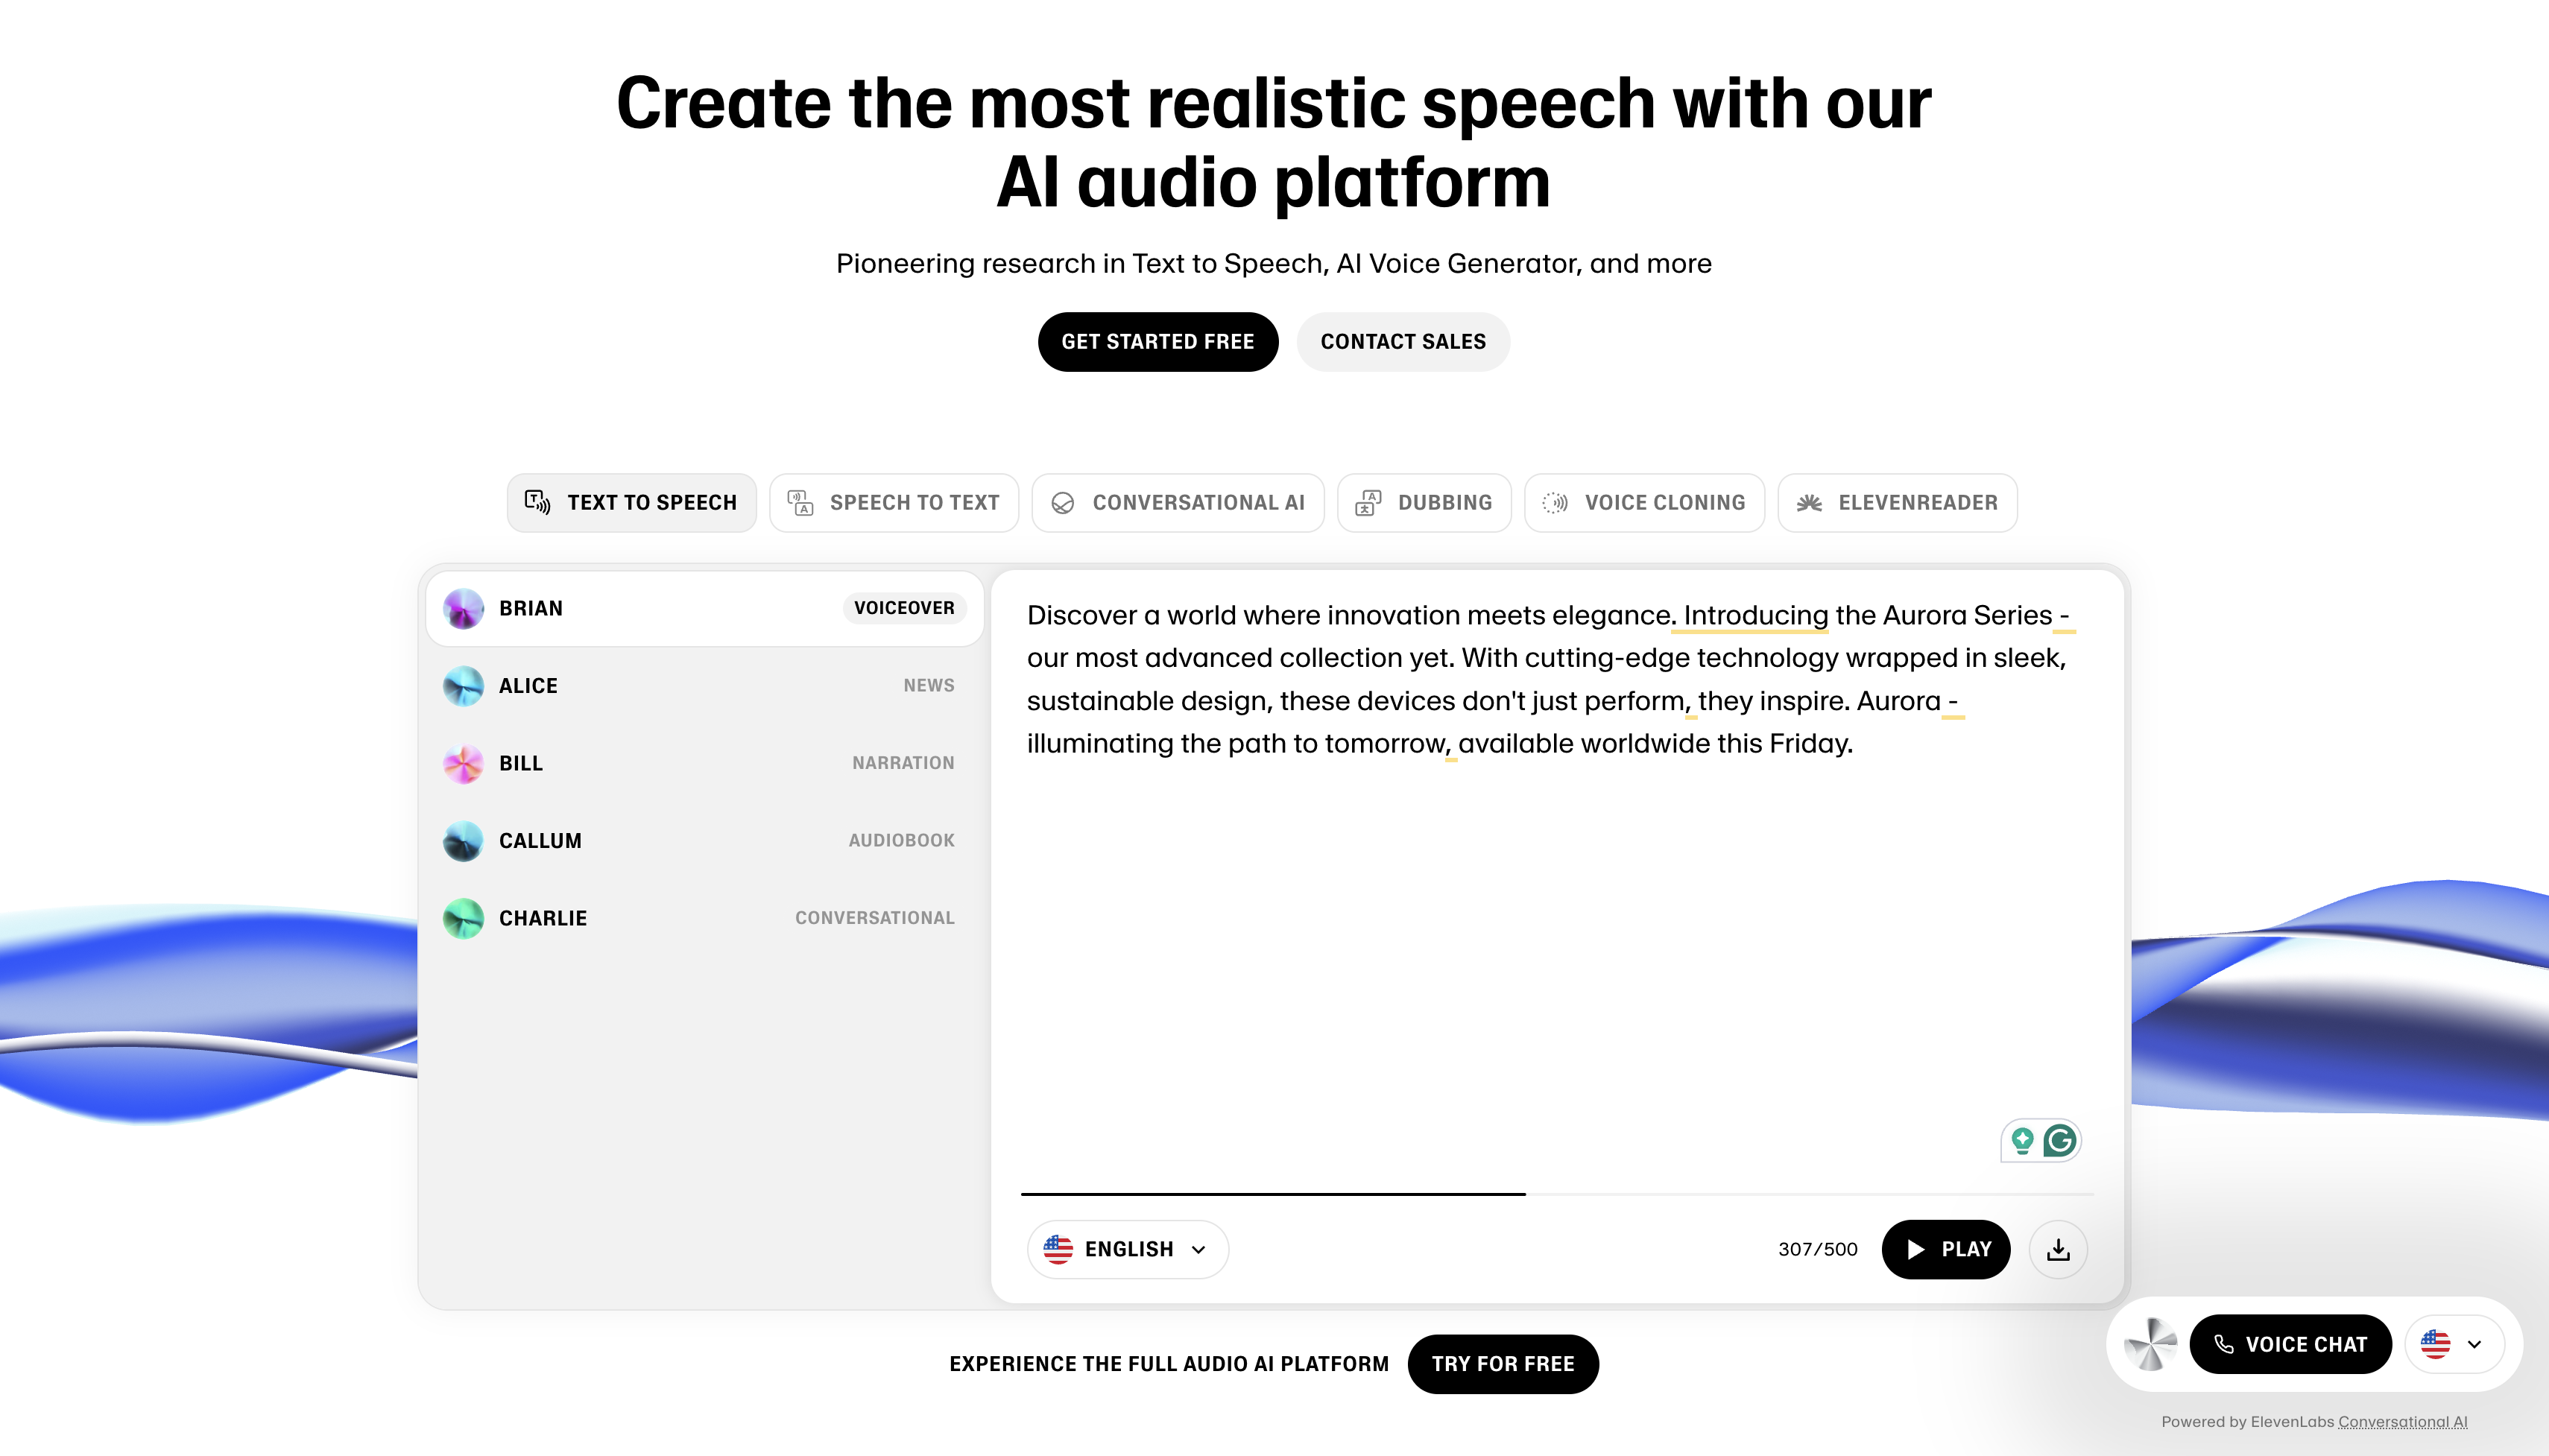 Create the most realistic speech with our
AI audio platform
Pioneering research in Text to Speech, AI Voice Generator, and more
GET STARTED FREE
CONTACT SALES
TEXT TO SPEECH
SPEECH TO TEXT
CONVERSATIONAL AI
DUBBING
VOICE CLONING
ELEVENREADER
BRIAN
VOICEOVER
ALICE
NEWS
BILL
NARRATION
CALLUM
AUDIOBOOK
CHARLIE
CONVERSATIONAL
Discover a world where innovation meets elegance. Introducing the Aurora Series -
our most advanced collection yet. With cutting-edge technology wrapped in sleek,
sustainable design, these devices don't just perform, they inspire. Aurora -
illuminating the path to tomorrow, available worldwide this Friday.
ENGLISH
307/500
PLAY
EXPERIENCE THE FULL AUDIO AI PLATFORM
TRY FOR FREE
VOICE CHAT
Powered by ElevenLabs Conversational AI